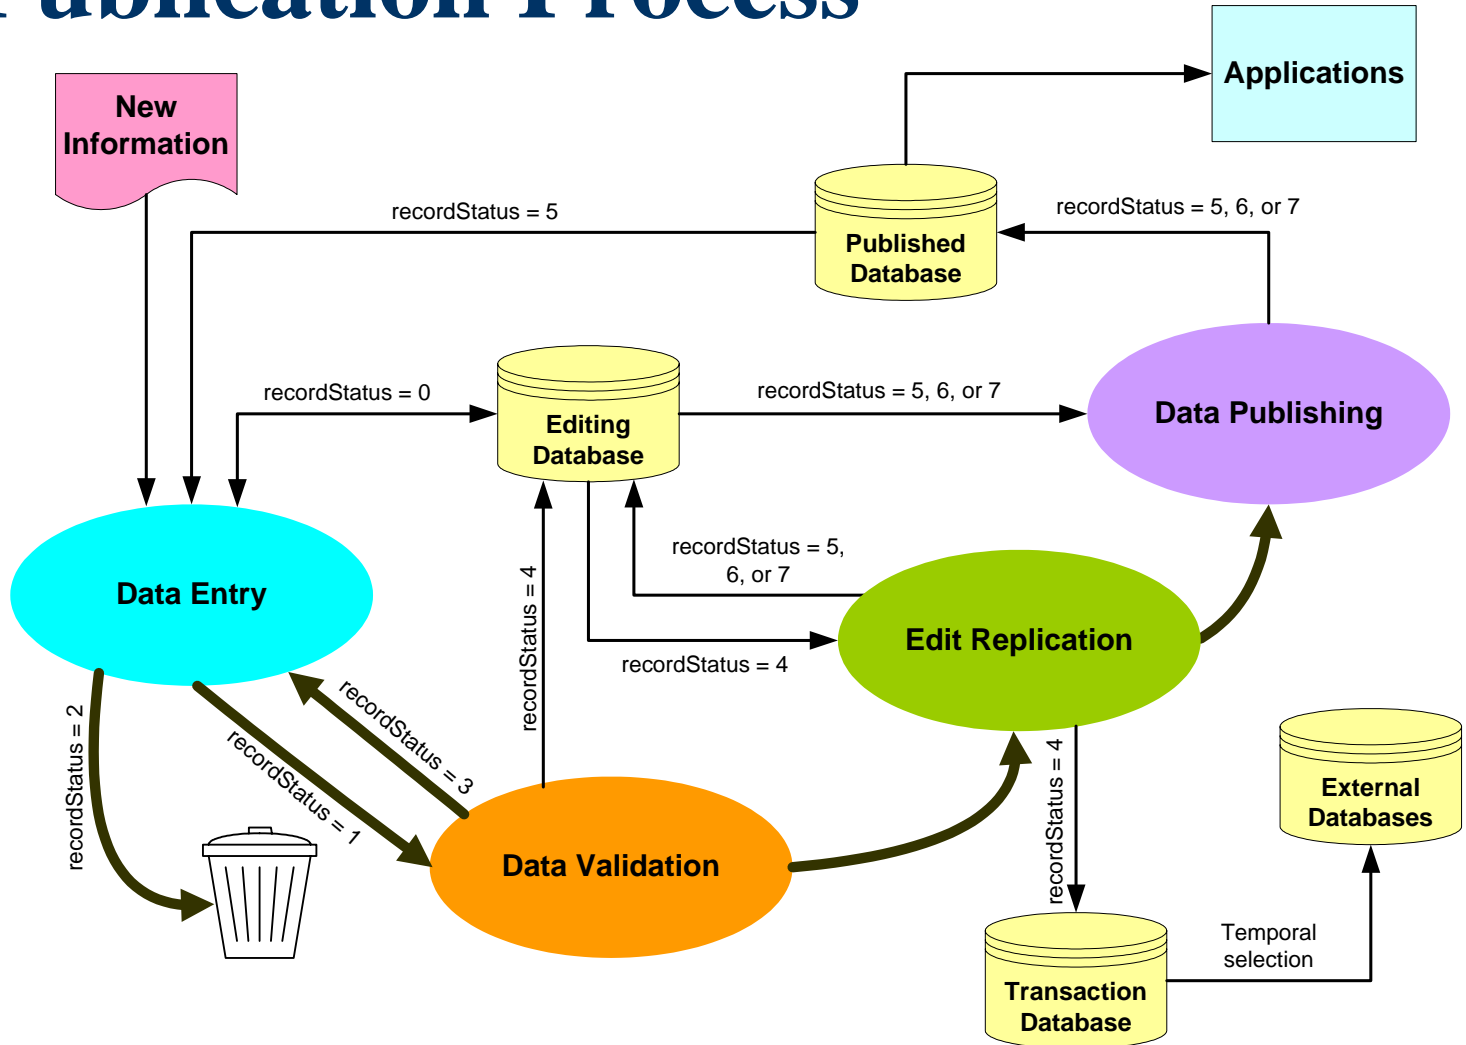 Publication Process
Applications
New
Information
recordStatus = 5
recordStatus = 5, 6, or 7
Published
Database
recordStatus = 0
recordStatus = 5, 6, or 7
Editing
Database
Data Publishing
recordStatus = 5,
6, or 7
Data Entry
recordStatus = 4
Edit Replication
recordStatus = 4
recordStatus = 3
recordStatus = 2
recordStatus = 1
recordStatus = 4
External
Databases
Data Validation
Temporal
selection
Transaction
Database